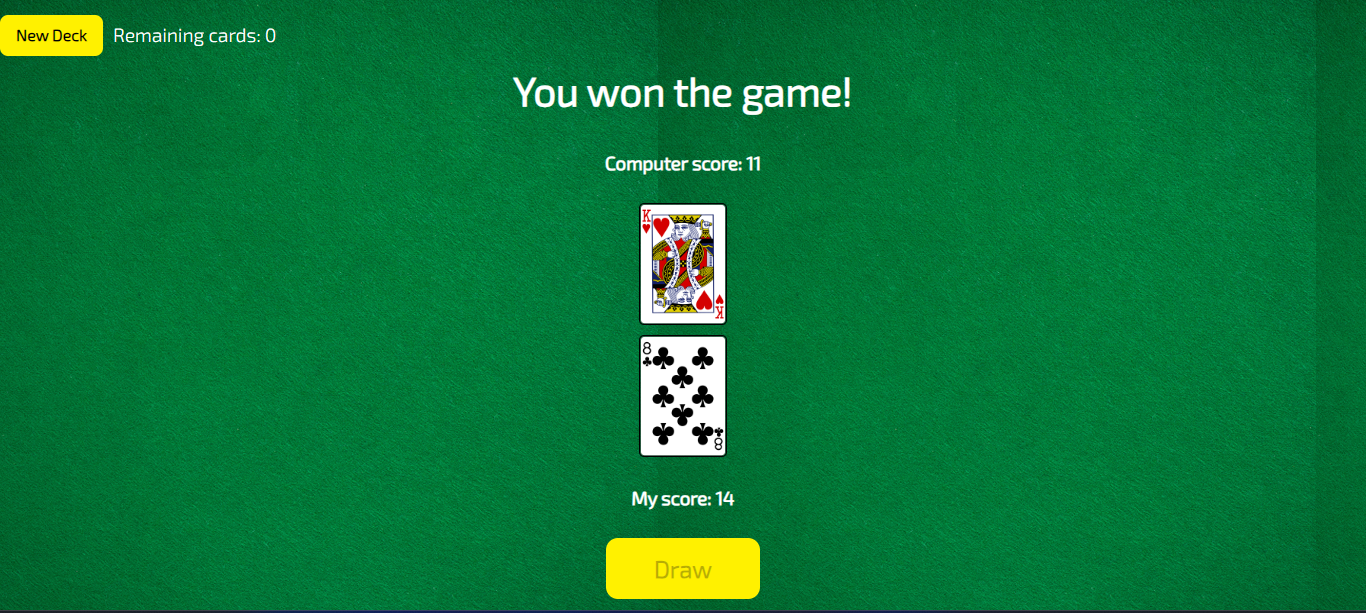 New Deck Remaining cards: 0
You won the game!
Computer score: 11
K
K
8
8
My score: 14
Draw